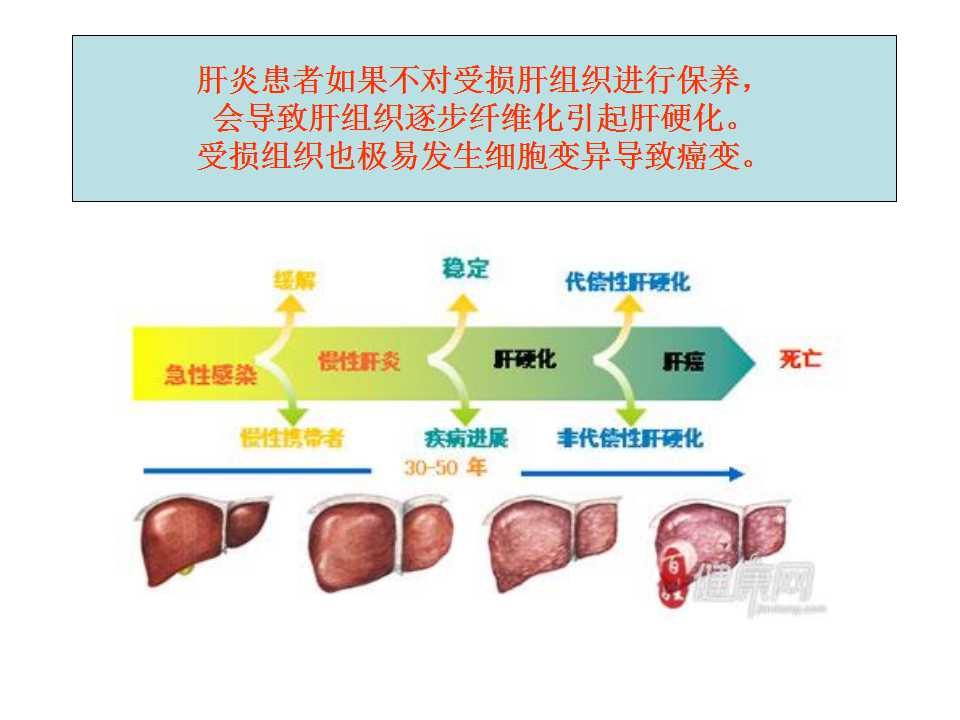 肝炎患者如果不对受损肝组织进行保养，
会导致肝组织逐步纤维化引起肝硬化。
受损组织也极易发生细胞变异导致癌变。
缓解
稳定
代偿性肝硬化
急性感染
慢性肝炎
肝硬化
肝癌
死亡
慢性携带者
疾病进展
非代偿性肝硬化
30-50 年
百姓
健康网